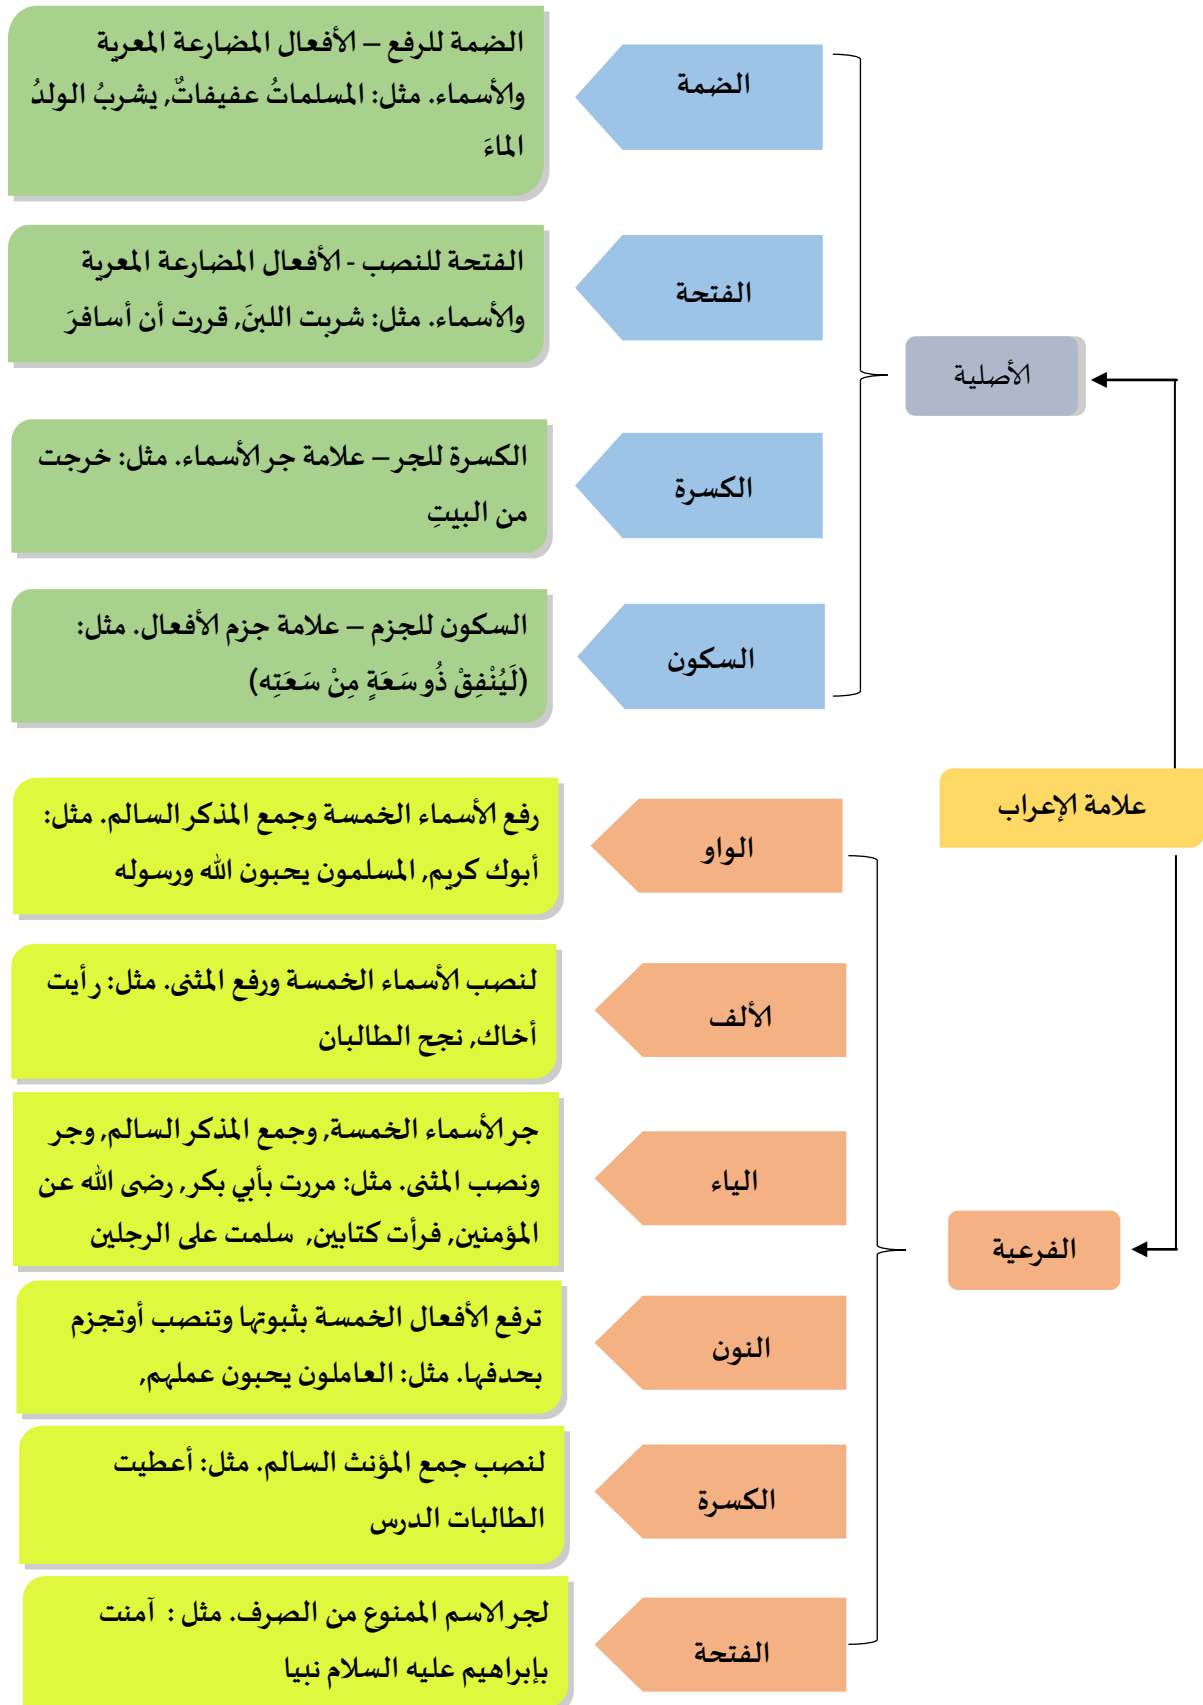 علامة الإعراب
الأصلية
الضمة
الضمة للرفع – الأفعال المضارعة المعربة
والأسماء. مثل: المسلماتُ عفيفاتٌ, يشربُ الولدُ
الماءَ
الفتحة
الفتحة للنصب - الأفعال المضارعة المعربة
والأسماء. مثل: شربت اللبنَ, قررت أن أسافرَ
الكسرة
الكسرة للجر – علامة جر الأسماء. مثل: خرجت
من البيتِ
السكون
السكون للجزم – علامة جزم الأفعال. مثل:
(لَيُنْفِقْ ذُو سَعَةٍ مِنْ سَعَتِه)
الفرعية
الواو
رفع الأسماء الخمسة وجمع المذكر السالم. مثل:
أبوك كريم, المسلمون يحبون الله ورسوله
الألف
لنصب الأسماء الخمسة ورفع المثنى. مثل: رأيت
أخاك, نجح الطالبان
الياء
جر الأسماء الخمسة, وجمع المذكر السالم, وجر
ونصب المثنى. مثل: مررت بأبي بكر, رضى الله عن
المؤمنين, فرأت كتابين, سلمت على الرجلين
النون
ترفع الأفعال الخمسة بثبوتها وتنصب أوتجزم
بحدفها. مثل: العاملون يحبون عملهم,
الكسرة
لنصب جمع المؤنث السالم. مثل: أعطيت
الطالبات الدرس
الفتحة
لجر الاسم الممنوع من الصرف. مثل : آمنت
بإبراهيم عليه السلام نبيا